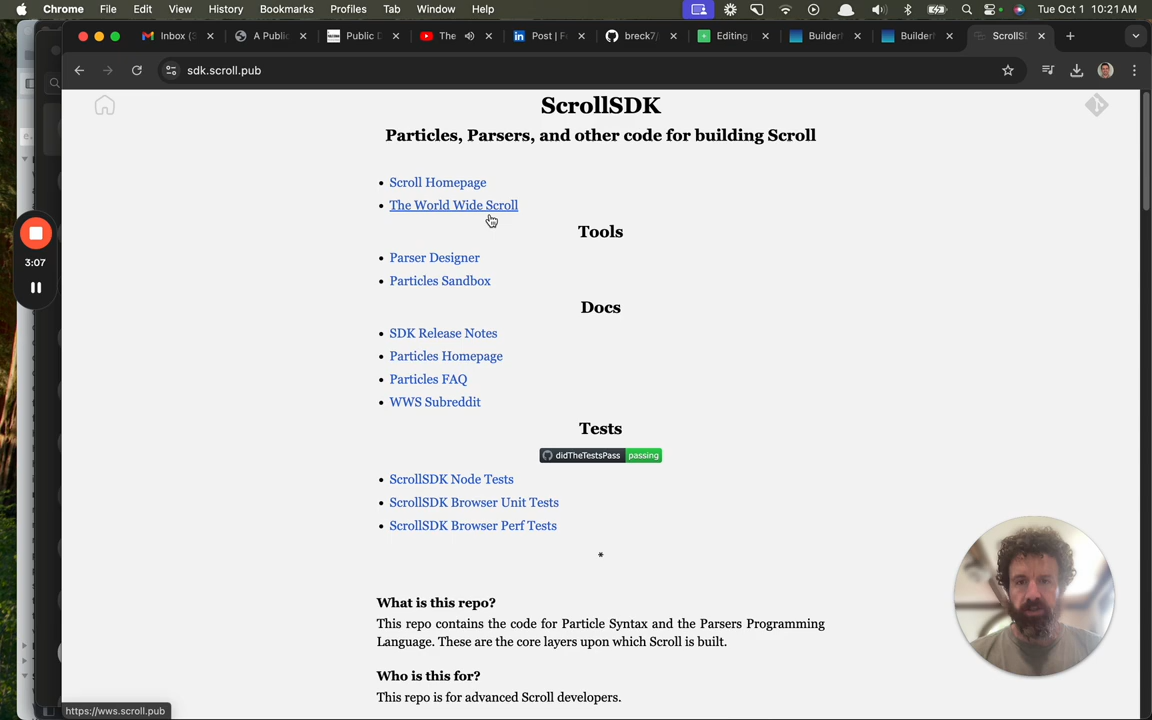 Chrome File Edit View History Bookmarks Profiles Tab Window Help
Tue Oct 1 10:21 AM
Inbox (3
A Public
Public D
The
Post | F
breck7/
Editing
Builder
Builder
ScrollS
sdk.scroll.pub
ScrollSDK
Particles, Parsers, and other code for building Scroll
• Scroll Homepage
• The World Wide Scroll
Tools
• Parser Designer
• Particles Sandbox
3:07
Docs
• SDK Release Notes
• Particles Homepage
• Particles FAQ
• WWS Subreddit
Tests
didTheTestsPass passing
• ScrollSDK Node Tests
• ScrollSDK Browser Unit Tests
• ScrollSDK Browser Perf Tests
*
What is this repo?
This repo contains the code for Particle Syntax and the Parsers Programming
Language. These are the core layers upon which Scroll is built.
Who is this for?
This repo is for advanced Scroll developers.
https://wws.scroll.pub